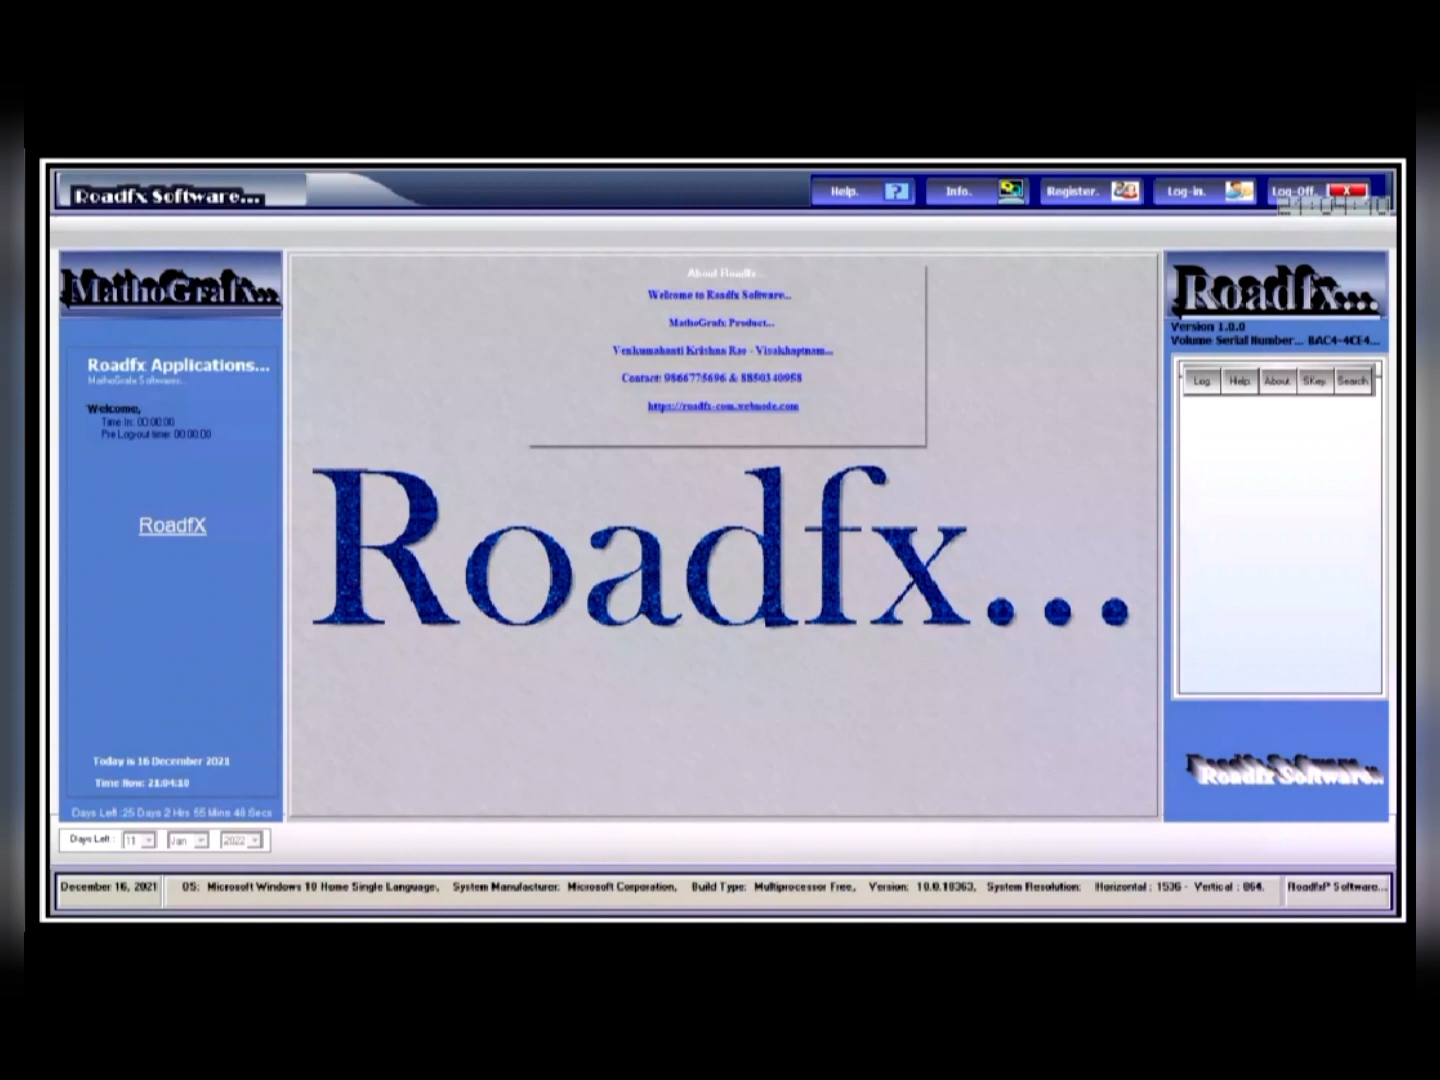 Roadfx Software...
Help.
Info.
Register.
Log-in.
Log-Off.
21:04:10
MathoGrafx...
Roadfx Applications...
MathoGrafx Softwares..
Welcome,
Time In: 00:00:00
Pre Log-out time: 00:00:00
RoadfX
Today is 16 December 2021
Time Now: 21:04:10
Days Left :25 Days 2 Hrs 55 Mins 48 Secs
Days Left : 11 Jan 2022
About Roadfx...
Welcome to Roadfx Software...
MathoGrafx Product...
Venkumahanti Krishna Rao - Visakhaptnam...
Contact: 9866775696 & 8850340958
https://roadfx-com.webnode.com
Roadfx...
Roadfx...
Version 1.0.0
Volume Serial Number... BAC4-4CE4...
Log
Help
About
SKey
Search
Roadfx Software..
December 16, 2021
OS: Microsoft Windows 10 Home Single Language, System Manufacturer: Microsoft Corporation, Build Type: Multiprocessor Free, Version: 10.0.18363, System Resolution: Horizontal : 1536 - Vertical : 864.
Software...